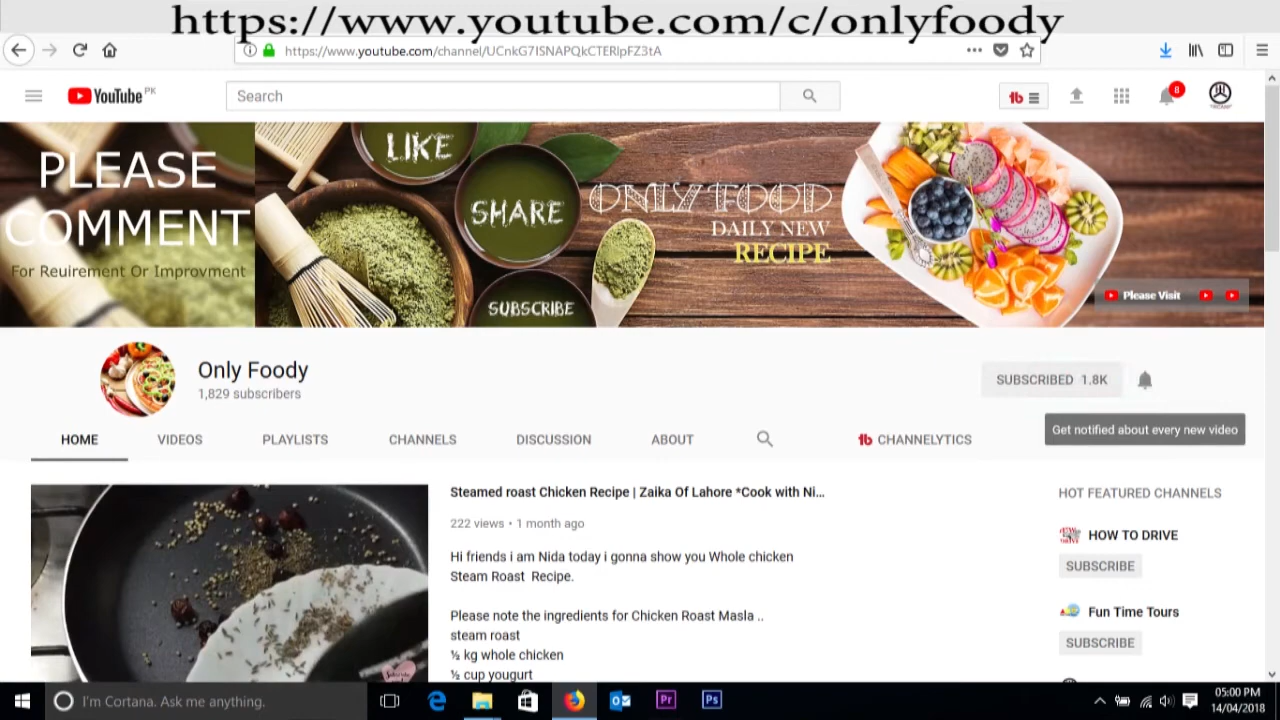 https://www.youtube.com/c/onlyfoody
https://www.youtube.com/channel/UCnkG7ISNAPQkCTERlpFZ3tA
YouTube PK
Search
tb
8
PLEASE
COMMENT
For Reuirement Or Improvment
LIKE
SHARE
SUBSCRIBE
ONLY FOOD
DAILY NEW
RECIPE
Please Visit
Only Foody
1,829 subscribers
SUBSCRIBED 1.8K
Get notified about every new video
HOME VIDEOS PLAYLISTS CHANNELS DISCUSSION ABOUT tb CHANNELYTICS
Steamed roast Chicken Recipe | Zaika Of Lahore *Cook with Ni...
222 views • 1 month ago
Hi friends i am Nida today i gonna show you Whole chicken
Steam Roast Recipe.
Please note the ingredients for Chicken Roast Masla ..
steam roast
½ kg whole chicken
½ cup yougurt
HOT FEATURED CHANNELS
HOW TO DRIVE
SUBSCRIBE
Fun Time Tours
SUBSCRIBE
I'm Cortana. Ask me anything.
Pr
Ps
05:00 PM
14/04/2018